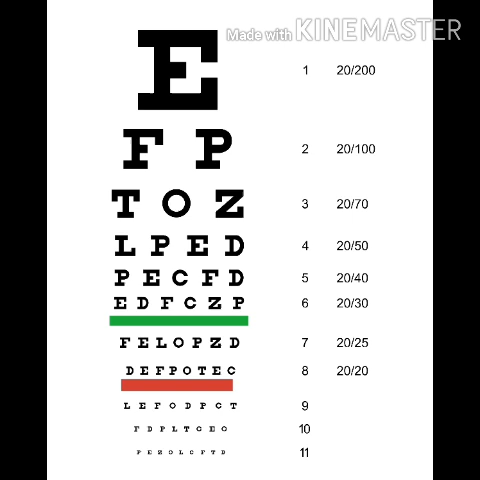 Made with KINEMASTER
E 1 20/200
F P 2 20/100
T O Z 3 20/70
L P E D 4 20/50
P E C F D 5 20/40
E D F C Z P 6 20/30
F E L O P Z D 7 20/25
D E F P O T E C 8 20/20
L E F O D P C T 9
F D P L T C E O 10
P E Z O L C F T D 11